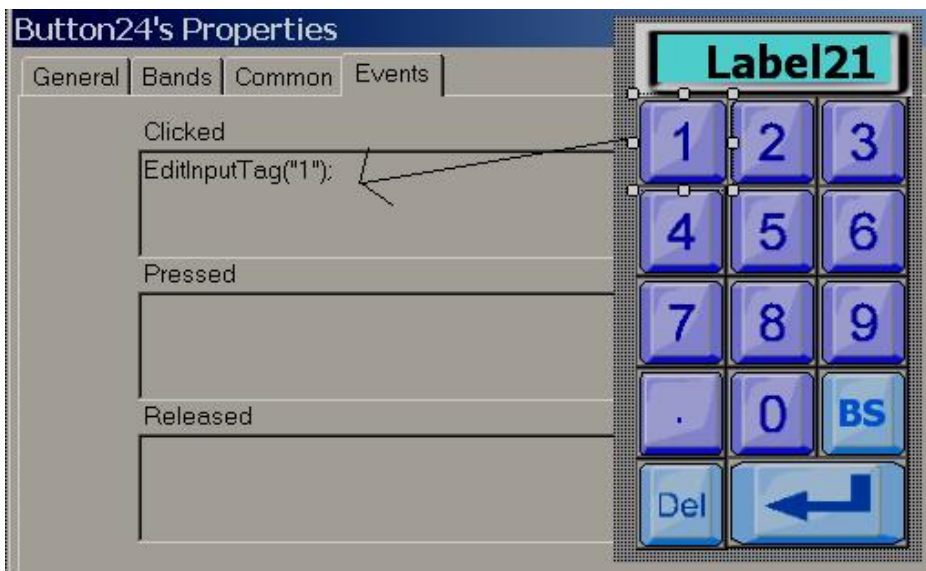 Button24's Properties
General Bands Common Events
Clicked
EditInputTag("1");
Pressed
Released
Label21
1 2 3
4 5 6
7 8 9
. 0 BS
Del